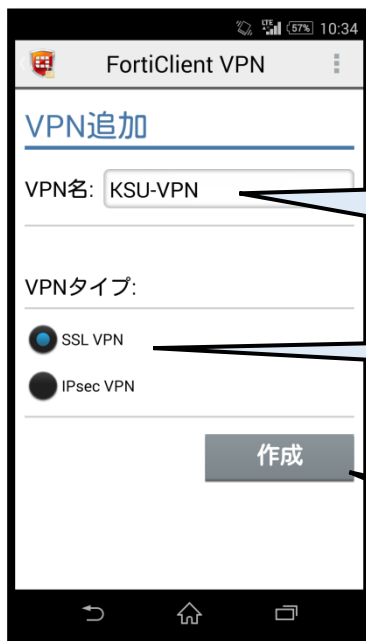 LTE 57% 10:34
FortiClient VPN
VPN追加
VPN名: KSU-VPN
VPNタイプ:
SSL VPN
IPsec VPN
作成